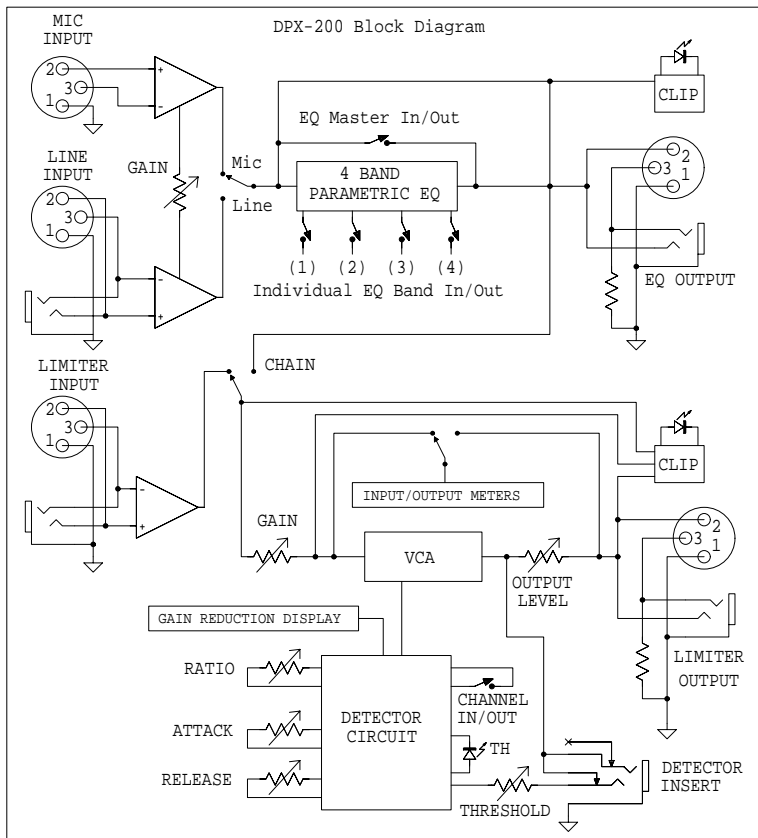 DPX-200 Block Diagram
MIC
INPUT
2
3
1
+
-
CLIP
EQ Master In/Out
LINE
INPUT
GAIN
Mic
Line
4 BAND
PARAMETRIC EQ
2
3
1
2
3
1
(1) (2) (3) (4)
Individual EQ Band In/Out
-
+
EQ OUTPUT
LIMITER
INPUT
CHAIN
2
3
1
-
+
CLIP
INPUT/OUTPUT METERS
GAIN
VCA
OUTPUT
LEVEL
2
3
1
GAIN REDUCTION DISPLAY
LIMITER
OUTPUT
RATIO
ATTACK
RELEASE
DETECTOR
CIRCUIT
CHANNEL
IN/OUT
TH
THRESHOLD
DETECTOR
INSERT